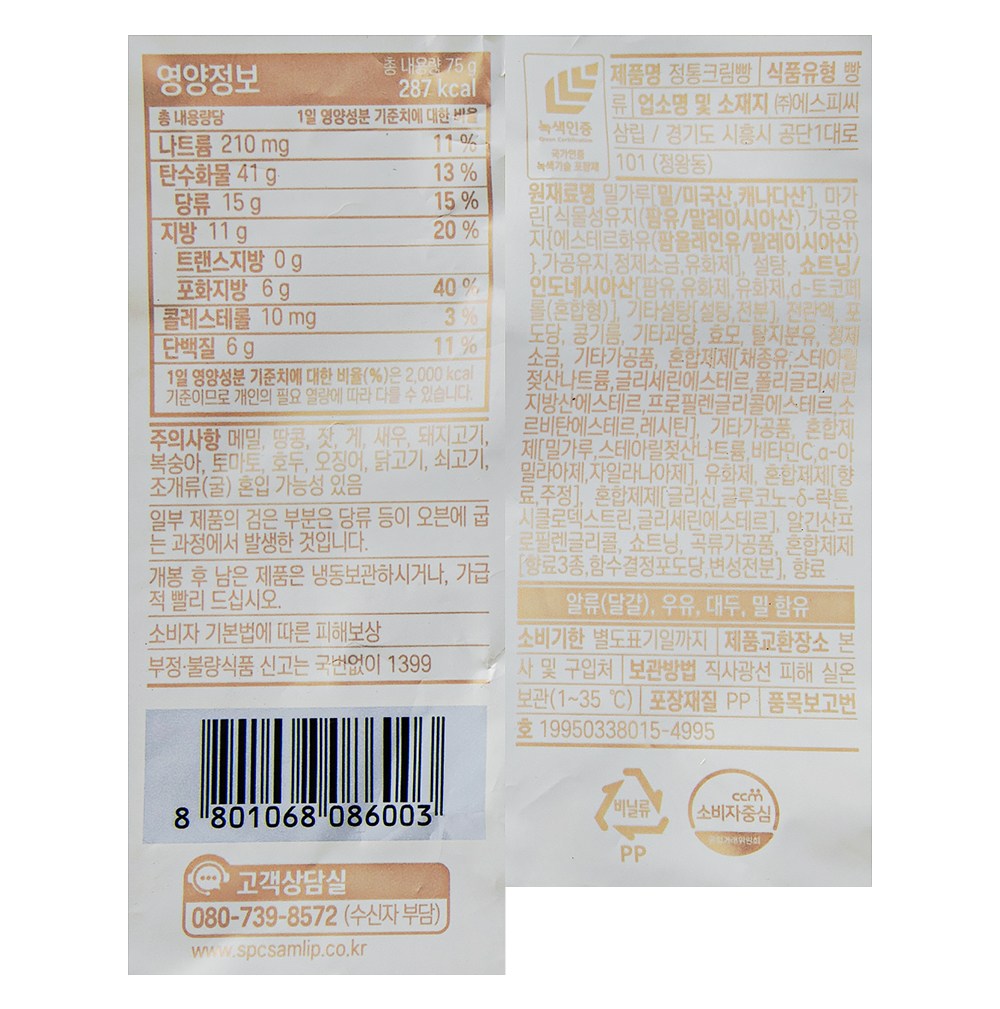 영양정보
총 내용량 75 g
287 kcal
총 내용량당 1일 영양성분 기준치에 대한 비율
나트륨 210 mg 11 %
탄수화물 41 g 13 %
당류 15 g 15 %
지방 11 g 20 %
트랜스지방 0 g
포화지방 6 g 40 %
콜레스테롤 10 mg 3 %
단백질 6 g 11 %
1일 영양성분 기준치에 대한 비율(%)은 2,000 kcal
기준이므로 개인의 필요 열량에 따라 다를 수 있습니다.
주의사항 메밀, 땅콩, 잣, 게, 새우, 돼지고기,
복숭아, 토마토, 호두, 오징어, 닭고기, 쇠고기,
조개류(굴) 혼입 가능성 있음
일부 제품의 검은 부분은 당류 등이 오븐에 굽
는 과정에서 발생한 것입니다.
개봉 후 남은 제품은 냉동보관하시거나, 가급
적 빨리 드십시오.
소비자 기본법에 따른 피해보상
부정·불량식품 신고는 국번없이 1399
8 801068 086003
고객상담실
080-739-8572 (수신자 부담)
www.spcsamlip.co.kr
녹색인증
Green Certification
국가인증
녹색기술 포장재
제품명 정통크림빵 식품유형 빵
류 업소명 및 소재지 ㈜에스피씨
삼립 / 경기도 시흥시 공단1대로
101 (정왕동)
원재료명 밀가루[밀/미국산,캐나다산], 마가
린[식물성유지(팜유/말레이시아산),가공유
지{에스테르화유(팜올레인유/말레이시아산)
},가공유지,정제소금,유화제], 설탕, 쇼트닝/
인도네시아산[팜유,유화제,유화제,d-토코페
롤(혼합형)], 기타설탕[설탕,전분], 전란액, 포
도당, 콩기름, 기타과당, 효모, 탈지분유, 정제
소금, 기타가공품, 혼합제제[채종유,스테아릴
젖산나트륨,글리세린에스테르,폴리글리세린
지방산에스테르,프로필렌글리콜에스테르,소
르비탄에스테르,레시틴], 기타가공품, 혼합제
제[밀가루,스테아릴젖산나트륨,비타민C,α-아
밀라아제,자일라나아제], 유화제, 혼합제제[향
료,주정], 혼합제제[글리신,글루코노-δ-락톤,
시클로덱스트린,글리세린에스테르], 알긴산프
로필렌글리콜, 쇼트닝, 곡류가공품, 혼합제제
[향료3종,함수결정포도당,변성전분], 향료
알류(달걀), 우유, 대두, 밀 함유
소비기한 별도표기일까지 제품교환장소 본
사 및 구입처 보관방법 직사광선 피해 실온
보관(1~35 ℃) 포장재질 PP 품목보고번
호 19950338015-4995
비닐류
PP
ccm
소비자중심
공정거래위원회